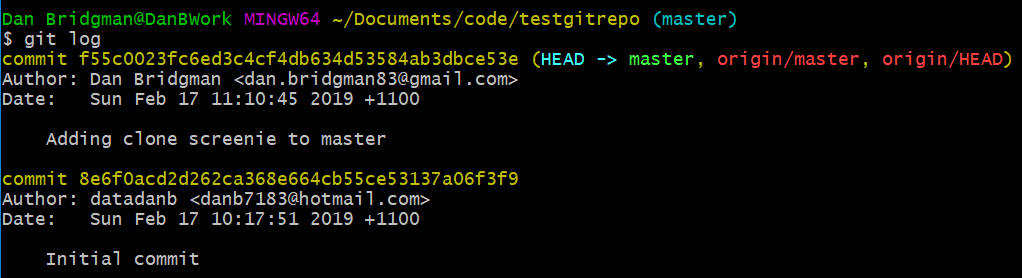 Dan Bridgman@DanBWork MINGW64 ~/Documents/code/testgitrepo (master)
$ git log
commit f55c0023fc6ed3c4cf4db634d53584ab3dbce53e (HEAD -> master, origin/master, origin/HEAD)
Author: Dan Bridgman <dan.bridgman83@gmail.com>
Date:   Sun Feb 17 11:10:45 2019 +1100
Adding clone screenie to master
commit 8e6f0acd2d262ca368e664cb55ce53137a06f3f9
Author: datadanb <danb7183@hotmail.com>
Date:   Sun Feb 17 10:17:51 2019 +1100
Initial commit